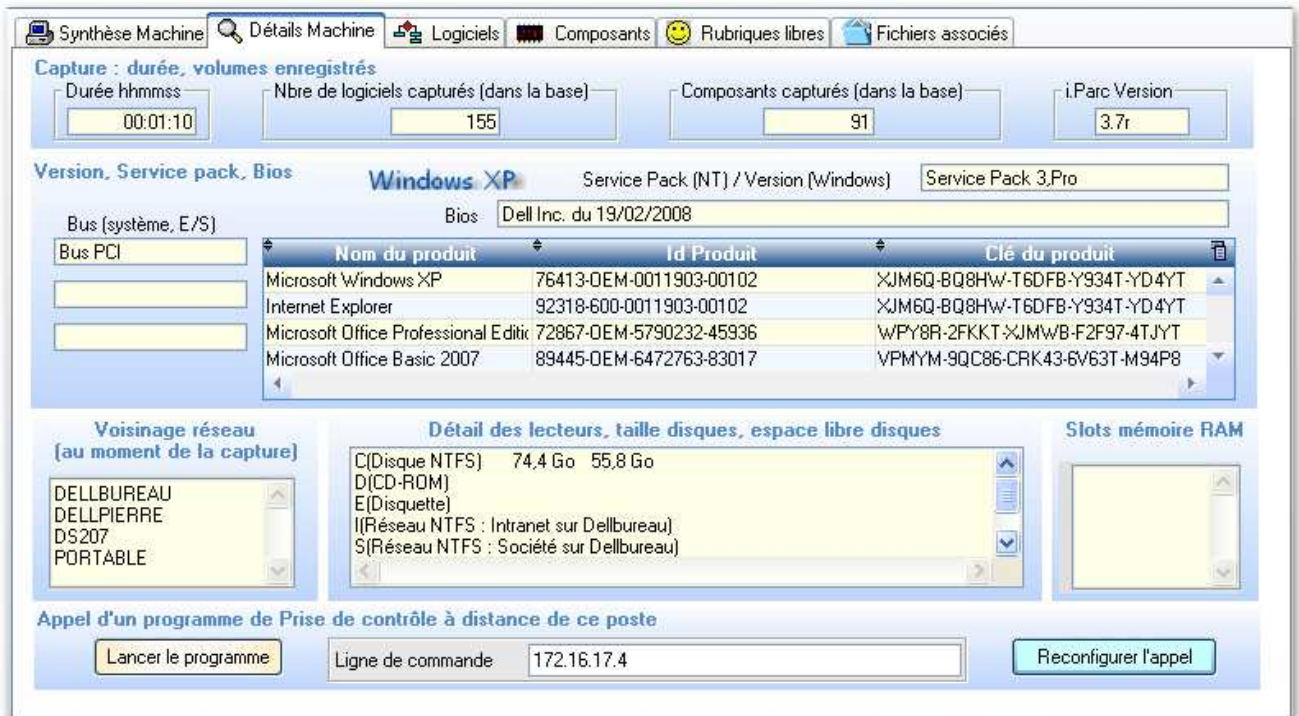 Synthèse Machine Détails Machine Logiciels Composants Rubriques libres Fichiers associés
Capture : durée, volumes enregistrés
Durée hhmmss Nbre de logiciels capturés (dans la base) Composants capturés (dans la base) i.Parc Version
00:01:10 155 91 3.7r
Version, Service pack, Bios Windows XP Service Pack (NT) / Version (Windows) Service Pack 3,Pro
Bios Dell Inc. du 19/02/2008
Bus (système, E/S)
Bus PCI
Nom du produit Id Produit Clé du produit
Microsoft Windows XP 76413-OEM-0011903-00102 XJM6Q-BQ8HW-T6DFB-Y934T-YD4YT
Internet Explorer 92318-600-0011903-00102 XJM6Q-BQ8HW-T6DFB-Y934T-YD4YT
Microsoft Office Professional Editic 72867-OEM-5790232-45936 WPY8R-2FKKT-XJMWB-F2F97-4TJYT
Microsoft Office Basic 2007 89445-OEM-6472763-83017 VPMYM-9QC86-CRK43-6V63T-M94P8
Voisinage réseau
(au moment de la capture)
DELLBUREAU
DELLPIERRE
DS207
PORTABLE
Détail des lecteurs, taille disques, espace libre disques
C(Disque NTFS) 74,4 Go 55,8 Go
D(CD-ROM)
E(Disquette)
I(Réseau NTFS : Intranet sur Dellbureau)
S(Réseau NTFS : Société sur Dellbureau)
Slots mémoire RAM
Appel d'un programme de Prise de contrôle à distance de ce poste
Lancer le programme Ligne de commande 172.16.17.4 Reconfigurer l'appel